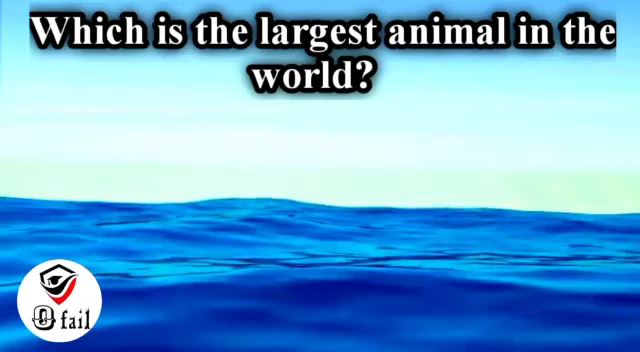 Which is the largest animal in the
world?
0 fail